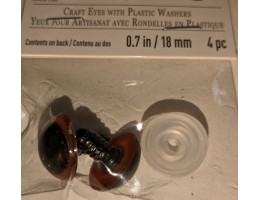 Craft Eyes with Plastic Washers
Yeux pour Artisanat avec Rondelles en Plastique
Contents on back / Contenu au dos
0.7 in / 18 mm
4 pc